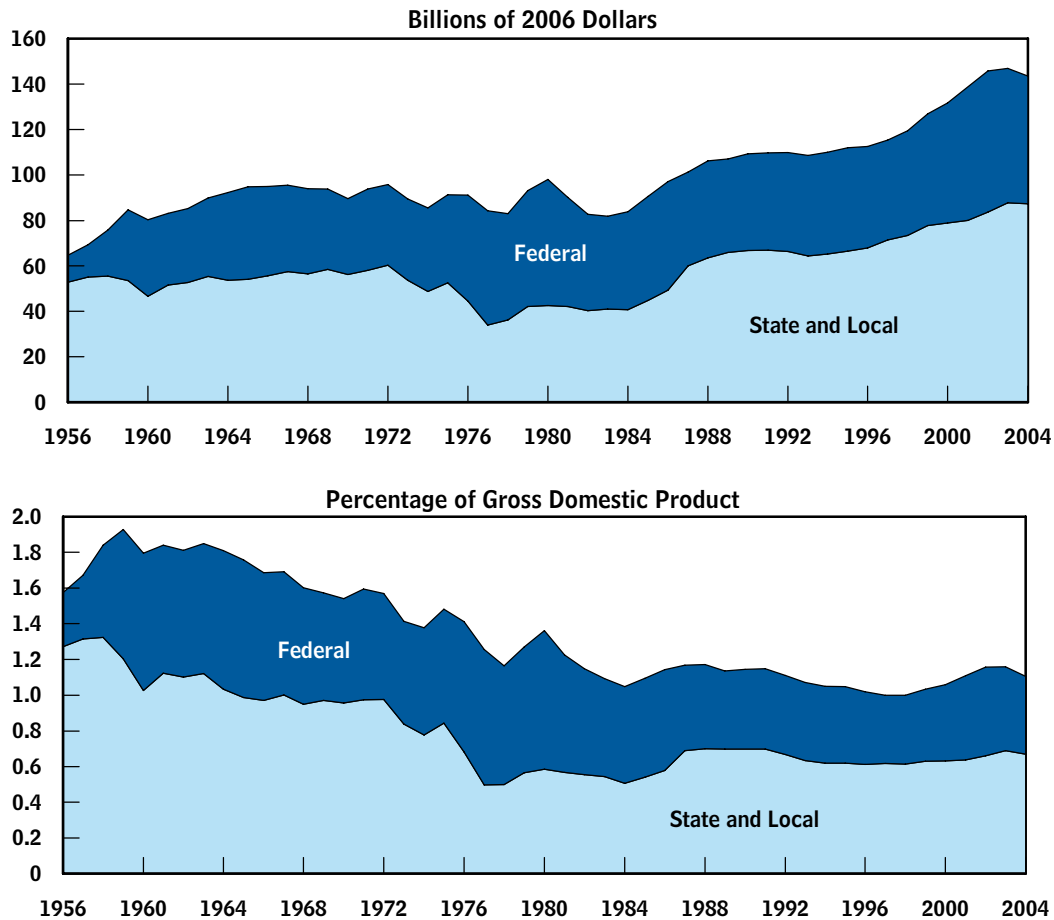 Billions of 2006 Dollars
160
140
120
100
80
60
40
20
0
Federal
State and Local
1956 1960 1964 1968 1972 1976 1980 1984 1988 1992 1996 2000 2004
Percentage of Gross Domestic Product
2.0
1.8
1.6
1.4
1.2
1.0
0.8
0.6
0.4
0.2
0
Federal
State and Local
1956 1960 1964 1968 1972 1976 1980 1984 1988 1992 1996 2000 2004